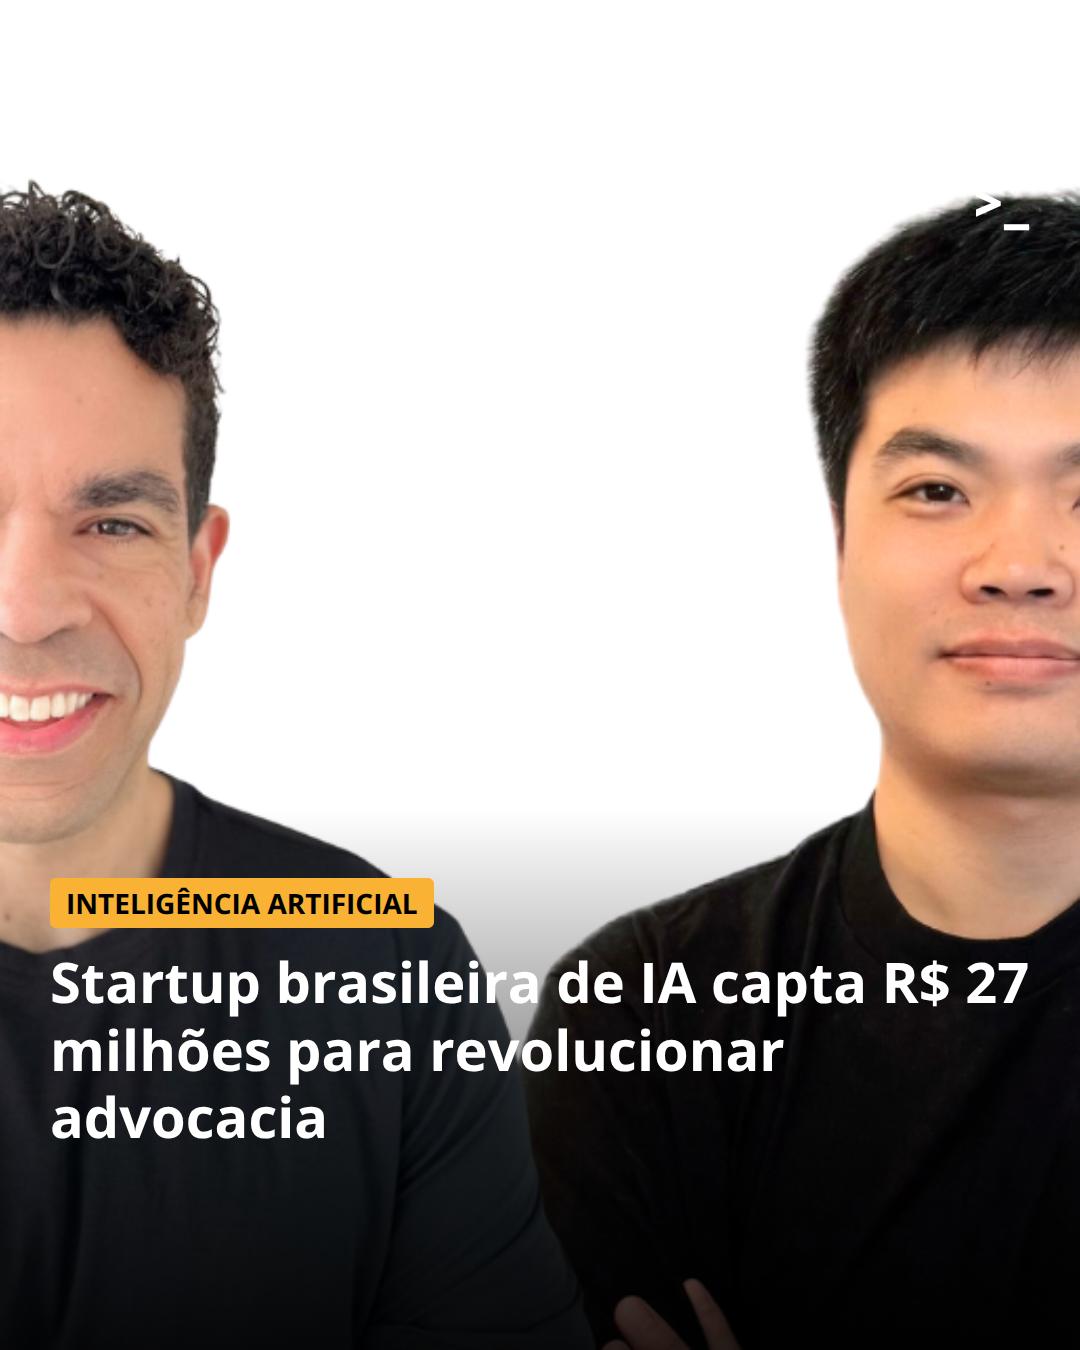 >_
INTELIGÊNCIA ARTIFICIAL
Startup brasileira de IA capta R$ 27
milhões para revolucionar
advocacia